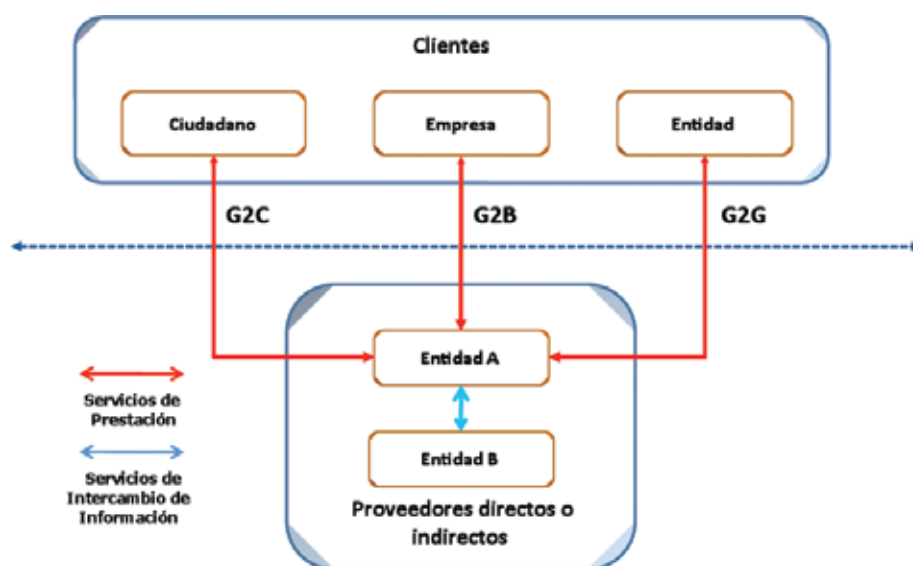 Clientes
Ciudadano
Empresa
Entidad
G2C
G2B
G2G
Entidad A
Entidad B
Proveedores directos o
indirectos
Servicios de
Prestación
Servicios de
Intercambio de
Información